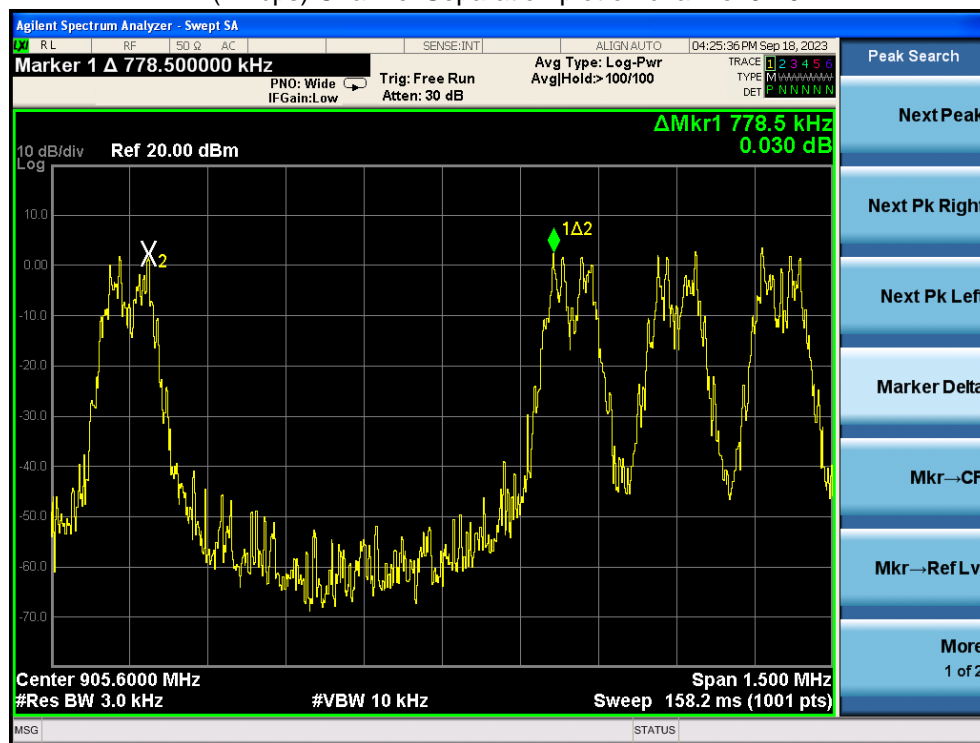 Agilent Spectrum Analyzer - Swept SA
LXI RL RF 50 Ω AC SENSE:INT ALIGN AUTO 04:25:36 PM Sep 18, 2023
Marker 1 Δ 778.500000 kHz
PNO: Wide
IFGain:Low
Trig: Free Run
Atten: 30 dB
Avg Type: Log-Pwr
Avg|Hold:>100/100
TRACE 1 2 3 4 5 6
TYPE M
DET P N N N N N
ΔMkr1 778.5 kHz
0.030 dB
10 dB/div Ref 20.00 dBm
Log
10.0
0.00
-10.0
-20.0
-30.0
-40.0
-50.0
-60.0
-70.0
2
1Δ2
Center 905.6000 MHz Span 1.500 MHz
#Res BW 3.0 kHz #VBW 10 kHz Sweep 158.2 ms (1001 pts)
MSG STATUS
Peak Search
Next Peak
Next Pk Right
Next Pk Left
Marker Delta
Mkr→CF
Mkr→Ref Lv
More
1 of 2